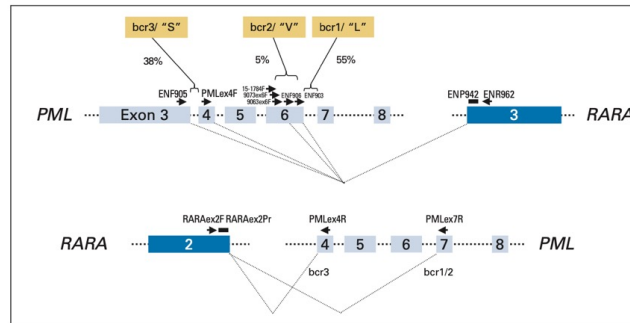 bcr3/ "S" bcr2/ "V" bcr1/ "L"
38% 5% 55%
ENF905 PMLex4F
I5-1784F
9073ex6F
9063ex6F ENF906 ENF903
ENP942 ENR962
PML Exon 3 4 5 6 7 8 3 RARA
RARAex2F RARAex2Pr PMLex4R PMLex7R
RARA 2 4 5 6 7 8 PML
bcr3 bcr1/2